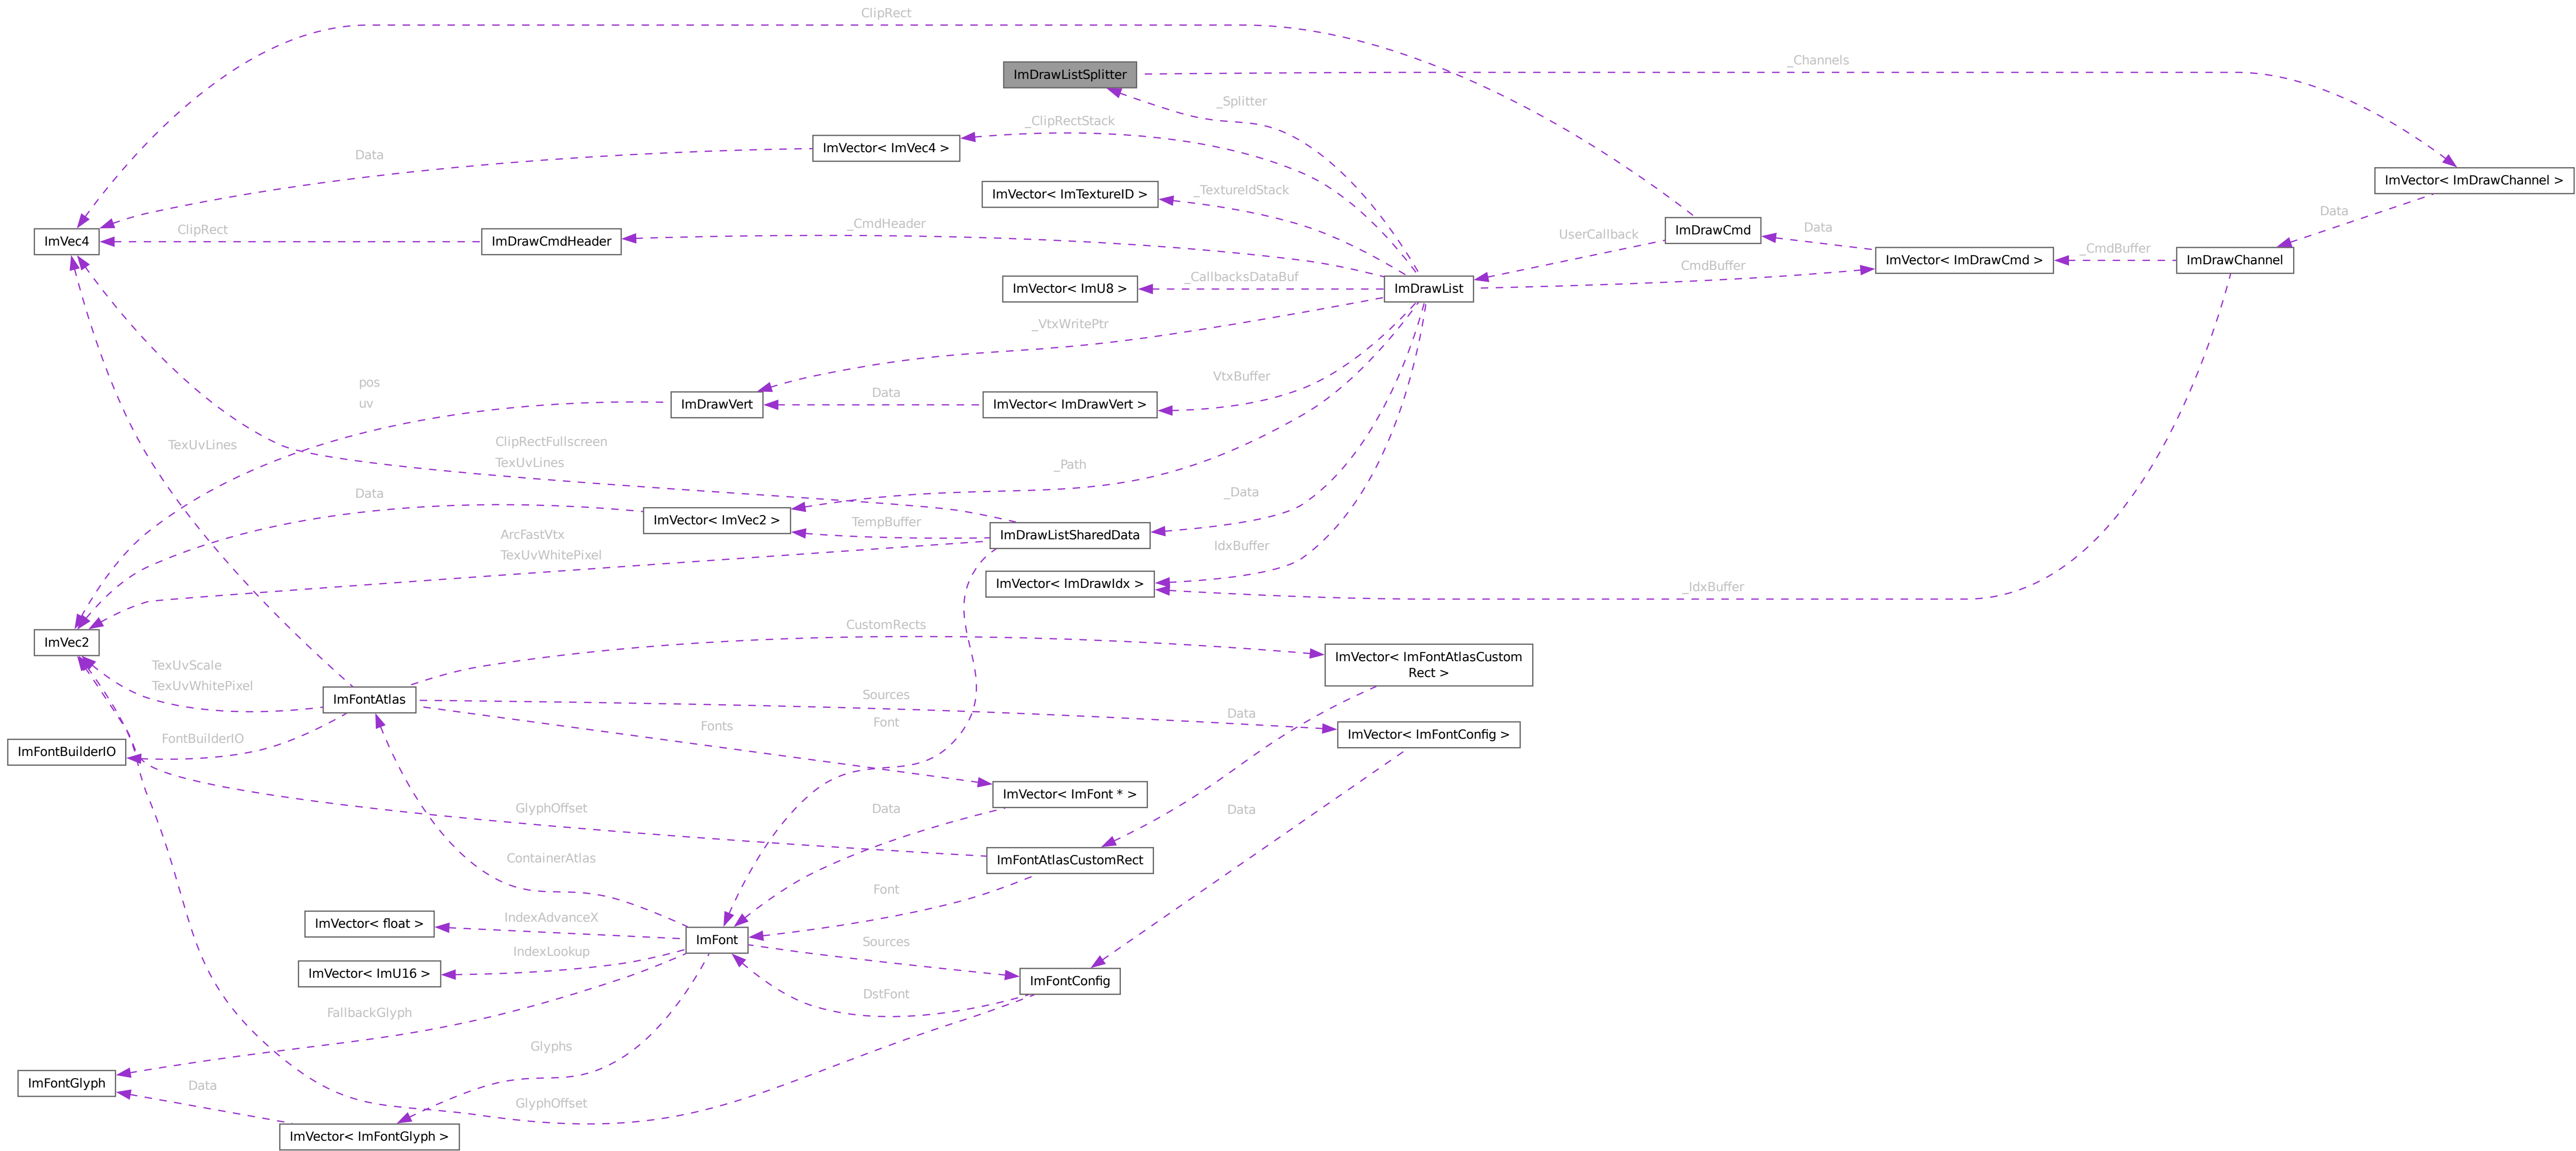 ClipRect
_Channels
ImDrawListSplitter
_Splitter
_ClipRectStack
ImVector< ImVec4 >
Data
ImVector< ImDrawChannel >
_TextureIdStack
ImVector< ImTextureID >
Data
_CmdHeader
ImDrawCmd
Data
ClipRect
UserCallback
ImVec4
ImDrawCmdHeader
_CmdBuffer
ImVector< ImDrawCmd >
ImDrawChannel
CmdBuffer
_CallbacksDataBuf
ImVector< ImU8 >
ImDrawList
_VtxWritePtr
VtxBuffer
pos
uv
Data
ImDrawVert
ImVector< ImDrawVert >
TexUvLines
ClipRectFullscreen
TexUvLines
_Path
Data
_Data
ImVector< ImVec2 >
TempBuffer
ArcFastVtx
TexUvWhitePixel
ImDrawListSharedData
IdxBuffer
ImVector< ImDrawIdx >
_IdxBuffer
CustomRects
ImVec2
ImVector< ImFontAtlasCustom
Rect >
TexUvScale
TexUvWhitePixel
ImFontAtlas
Sources
Font
Fonts
Data
FontBuilderIO
ImFontBuilderIO
ImVector< ImFontConfig >
ImVector< ImFont * >
GlyphOffset
Data
Data
ContainerAtlas
ImFontAtlasCustomRect
Font
IndexAdvanceX
ImVector< float >
ImFont
Sources
IndexLookup
ImVector< ImU16 >
ImFontConfig
DstFont
FallbackGlyph
Glyphs
ImFontGlyph
Data
GlyphOffset
ImVector< ImFontGlyph >